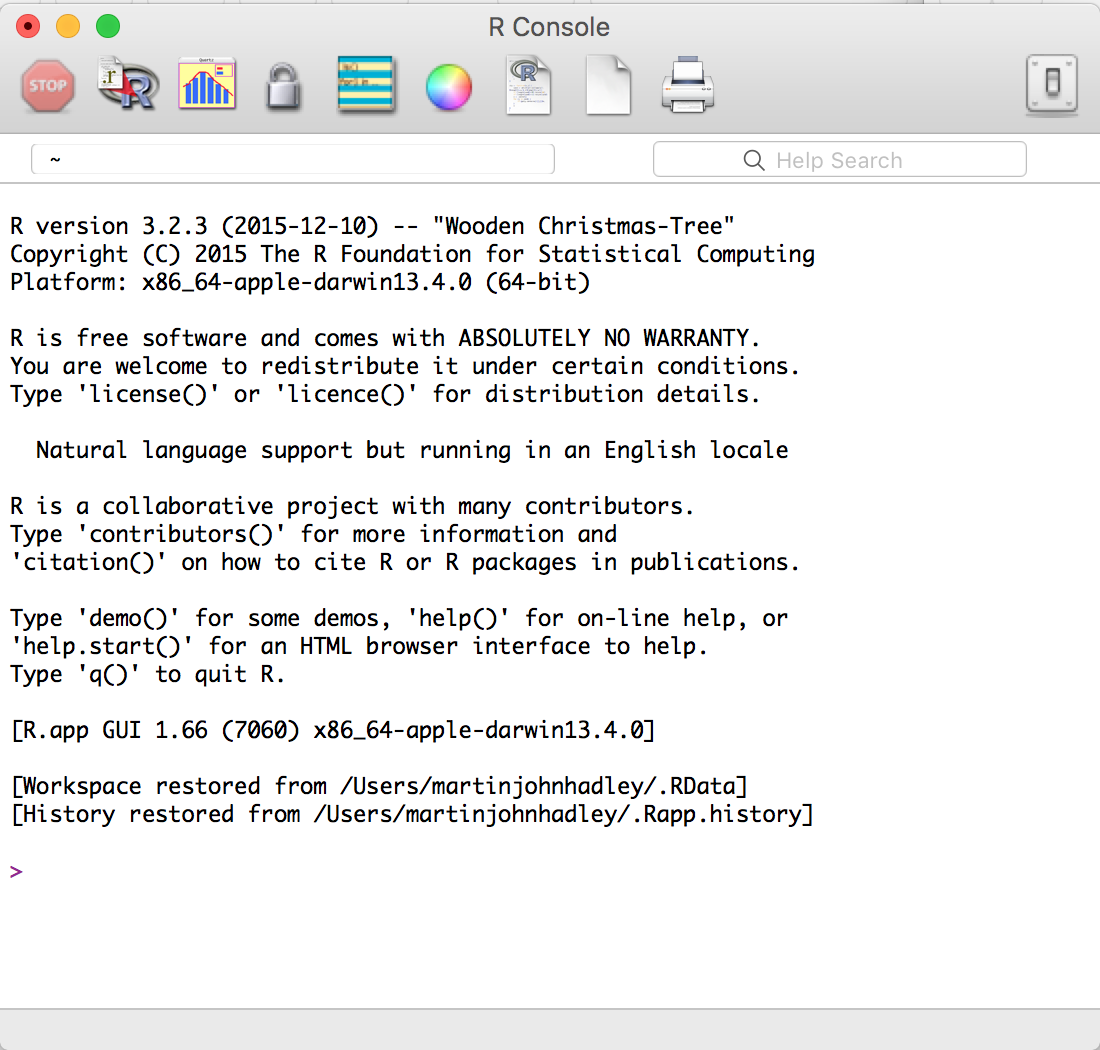 R Console
STOP
~
Help Search
R version 3.2.3 (2015-12-10) -- "Wooden Christmas-Tree"
Copyright (C) 2015 The R Foundation for Statistical Computing
Platform: x86_64-apple-darwin13.4.0 (64-bit)
R is free software and comes with ABSOLUTELY NO WARRANTY.
You are welcome to redistribute it under certain conditions.
Type 'license()' or 'licence()' for distribution details.
Natural language support but running in an English locale
R is a collaborative project with many contributors.
Type 'contributors()' for more information and
'citation()' on how to cite R or R packages in publications.
Type 'demo()' for some demos, 'help()' for on-line help, or
'help.start()' for an HTML browser interface to help.
Type 'q()' to quit R.
[R.app GUI 1.66 (7060) x86_64-apple-darwin13.4.0]
[Workspace restored from /Users/martinjohnhadley/.RData]
[History restored from /Users/martinjohnhadley/.Rapp.history]
>